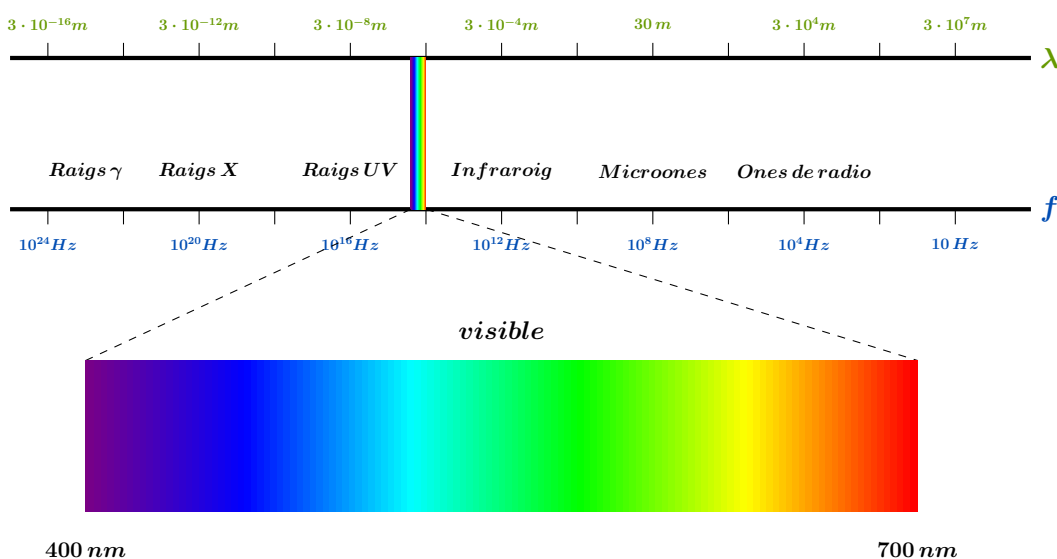 3 · 10⁻¹⁶m 3 · 10⁻¹²m 3 · 10⁻⁸m 3 · 10⁻⁴m 30 m 3 · 10⁴m 3 · 10⁷m
λ
Raigs γ Raigs X Raigs UV Infraroig Microones Ones de radio
f
10²⁴Hz 10²⁰Hz 10¹⁶Hz 10¹²Hz 10⁸Hz 10⁴Hz 10 Hz
visible
400 nm 700 nm